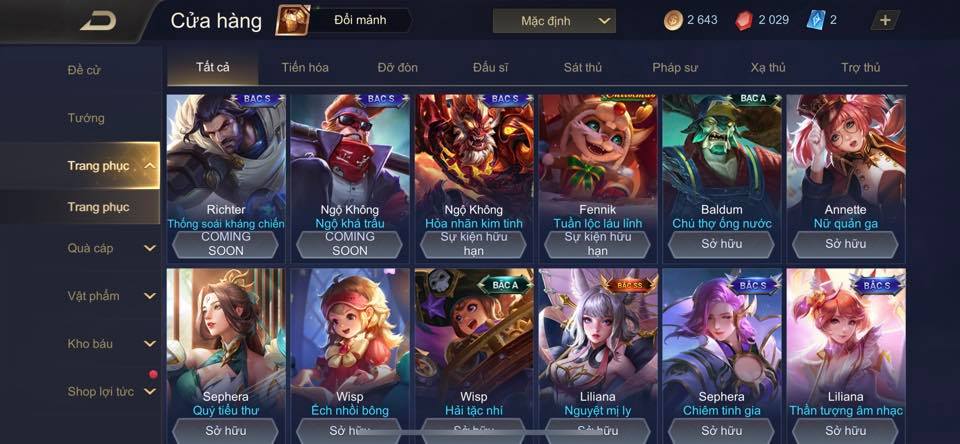 Cửa hàng
Đổi mảnh
Mặc định
2 643
2 029
2
Đề cử
Tướng
Trang phục
Trang phục
Quà cáp
Vật phẩm
Kho báu
Shop lợi tức
Tất cả
Tiến hóa
Đỡ đòn
Đấu sĩ
Sát thủ
Pháp sư
Xạ thủ
Trợ thủ
BẬC S
Richter
Thống soái kháng chiến
COMING
SOON
BẬC S
Ngộ Không
Ngộ khá trẩu
COMING
SOON
BẬC S
Ngộ Không
Hỏa nhãn kim tinh
Sự kiện hữu
hạn
Fennik
Tuần lộc láu lỉnh
Sự kiện hữu
hạn
BẬC A
Baldum
Chú thợ ống nước
Sở hữu
Annette
Nữ quản ga
Sở hữu
Sephera
Quý tiểu thư
Sở hữu
Wisp
Ếch nhồi bông
Sở hữu
BẬC A
Wisp
Hải tặc nhí
Sở hữu
BẬC SS
Liliana
Nguyệt mị ly
Sở hữu
BẬC S
Sephera
Chiêm tinh gia
Sở hữu
BẬC S
Liliana
Thần tượng âm nhạc
Sở hữu